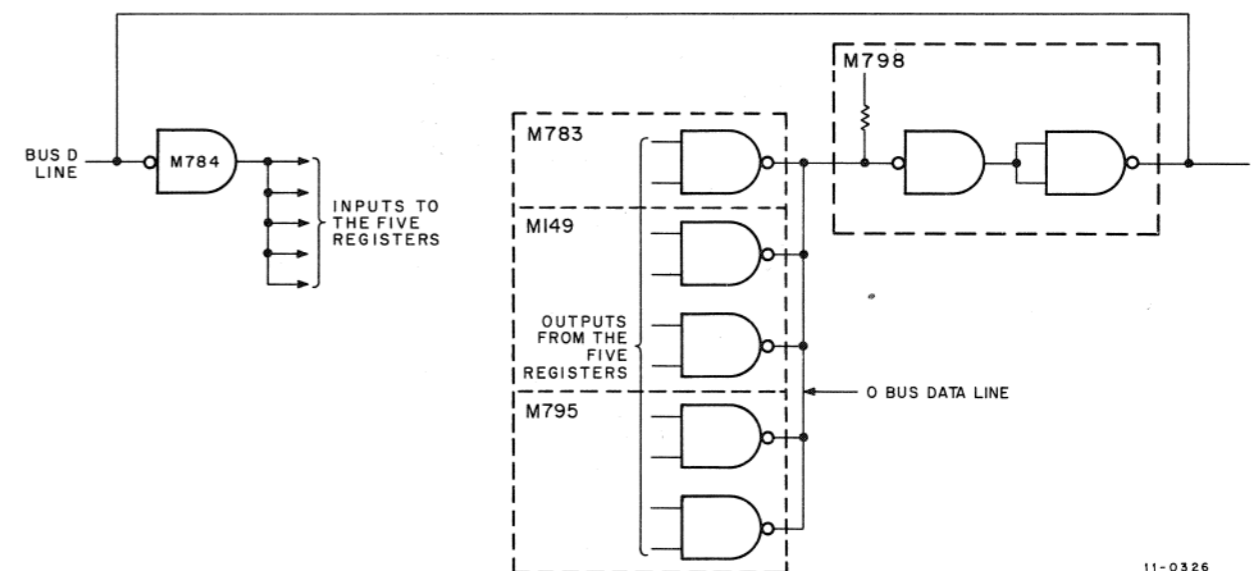 M798
M783
BUS D
LINE
M784
INPUTS TO
THE FIVE
REGISTERS
M149
OUTPUTS
FROM THE
FIVE
REGISTERS
O BUS DATA LINE
M795
11-0326